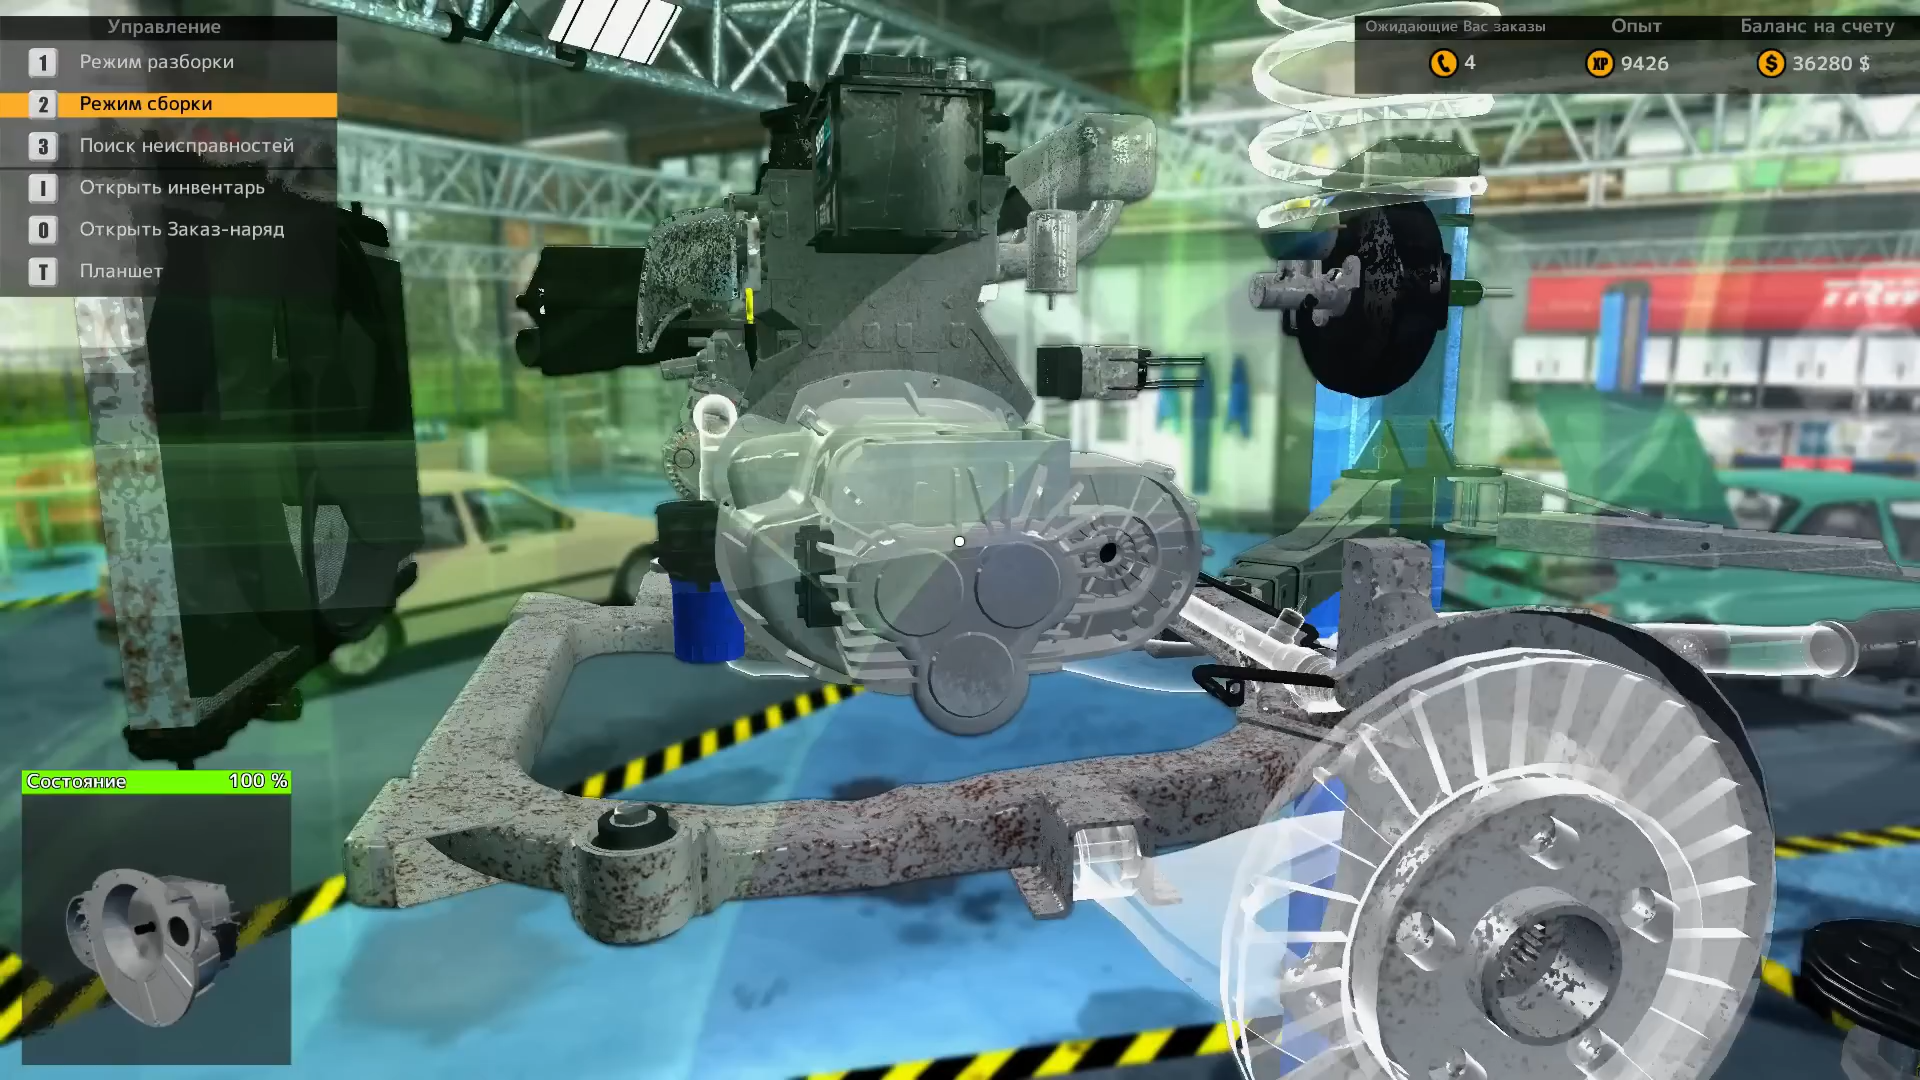 Управление
1 Режим разборки
2 Режим сборки
3 Поиск неисправностей
I Открыть инвентарь
O Открыть Заказ-наряд
T Планшет
Ожидающие Вас заказы Опыт Баланс на счету
4 XP 9426 $ 36280 $
TRW
Состояние 100 %